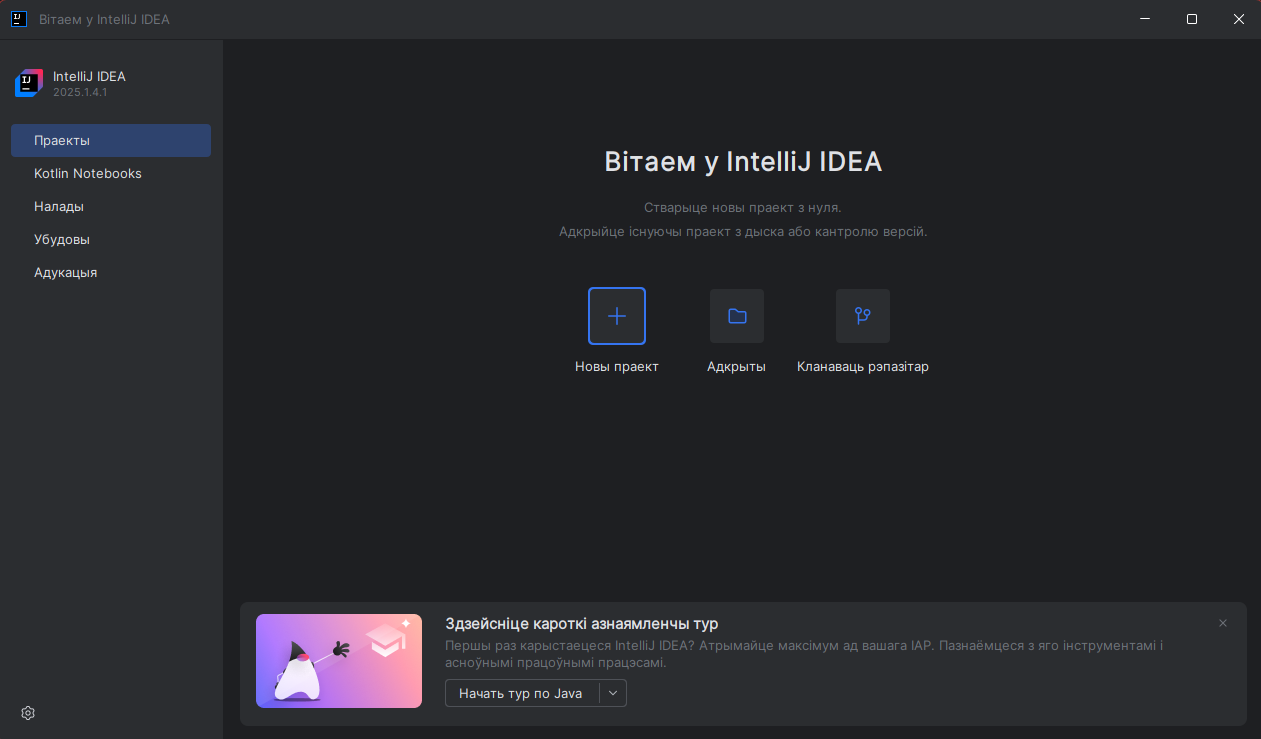 Вітаем у IntelliJ IDEA
IntelliJ IDEA
2025.1.4.1
Праекты
Kotlin Notebooks
Налады
Убудовы
Адукацыя
Вітаем у IntelliJ IDEA
Стварыце новы праект з нуля.
Адкрыйце існуючы праект з дыска або кантролю версій.
Новы праект
Адкрыты
Кланаваць рэпазітар
Здзейсніце кароткі азнаямленчы тур
Першы раз карыстаецеся IntelliJ IDEA? Атрымайце максімум ад вашага IAP. Пазнаёмцеся з яго інструментамі і
асноўнымі працоўнымі працэсамі.
Начать тур по Java